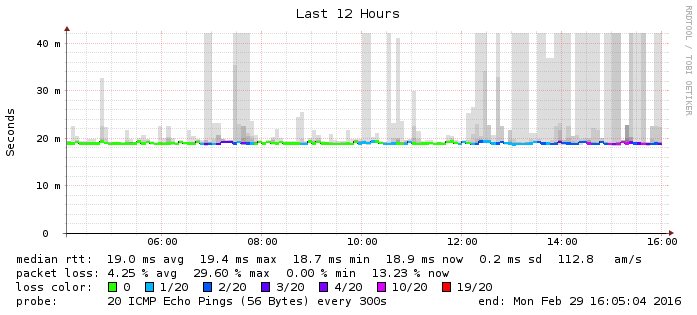 Last 12 Hours
RRDTOOL / TOBI OETIKER
Seconds
40 m
30 m
20 m
10 m
0
06:00 08:00 10:00 12:00 14:00 16:00
median rtt: 19.0 ms avg 19.4 ms max 18.7 ms min 18.9 ms now 0.2 ms sd 112.8 am/s
packet loss: 4.25 % avg 29.60 % max 0.00 % min 13.23 % now
loss color: 0 1/20 2/20 3/20 4/20 10/20 19/20
probe: 20 ICMP Echo Pings (56 Bytes) every 300s end: Mon Feb 29 16:05:04 2016